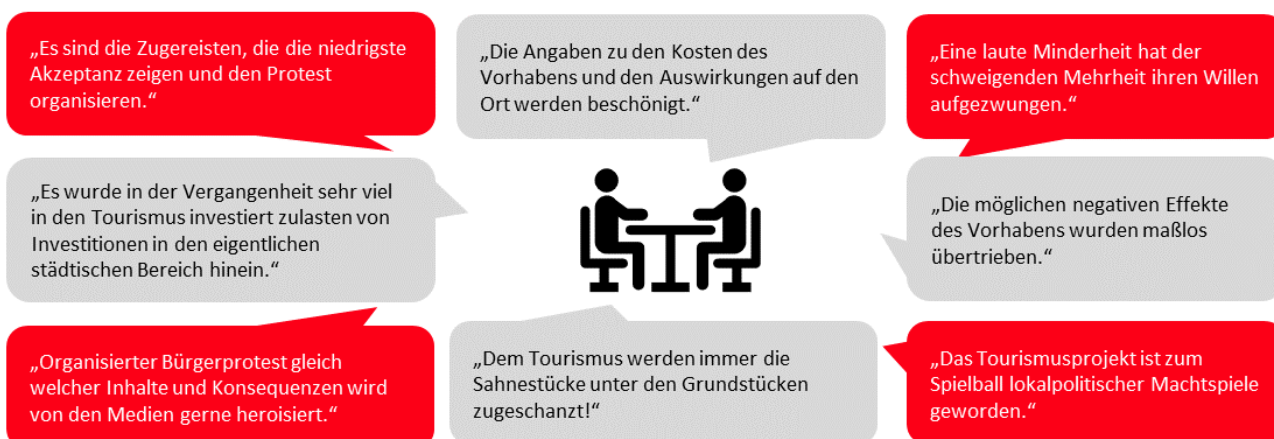 „Es sind die Zugereisten, die die niedrigste
Akzeptanz zeigen und den Protest
organisieren.“
„Die Angaben zu den Kosten des
Vorhabens und den Auswirkungen auf den
Ort werden beschönigt.“
„Eine laute Minderheit hat der
schweigenden Mehrheit ihren Willen
aufgezwungen.“
„Es wurde in der Vergangenheit sehr viel
in den Tourismus investiert zulasten von
Investitionen in den eigentlichen
städtischen Bereich hinein.“
„Die möglichen negativen Effekte
des Vorhabens wurden maßlos
übertrieben.“
„Organisierter Bürgerprotest gleich
welcher Inhalte und Konsequenzen wird
von den Medien gerne heroisiert.“
„Dem Tourismus werden immer die
Sahnestücke unter den Grundstücken
zugeschanzt!“
„Das Tourismusprojekt ist zum
Spielball lokalpolitischer Machtspiele
geworden.“